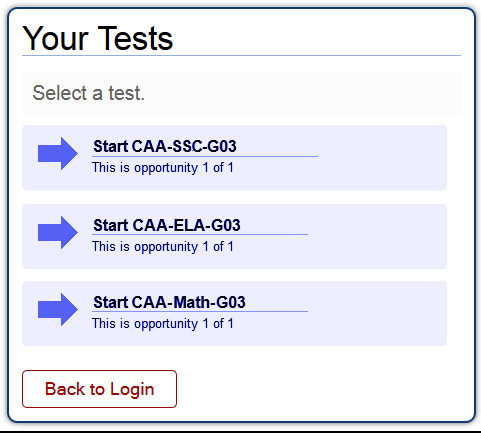 Your Tests
Select a test.
Start CAA-SSC-G03
This is opportunity 1 of 1
Start CAA-ELA-G03
This is opportunity 1 of 1
Start CAA-Math-G03
This is opportunity 1 of 1
Back to Login